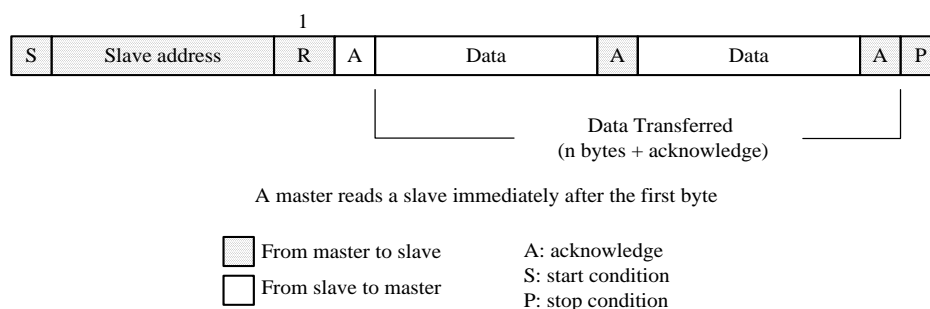 1
S Slave address R A Data A Data A P
Data Transferred
(n bytes + acknowledge)
A master reads a slave immediately after the first byte
From master to slave
From slave to master
A: acknowledge
S: start condition
P: stop condition